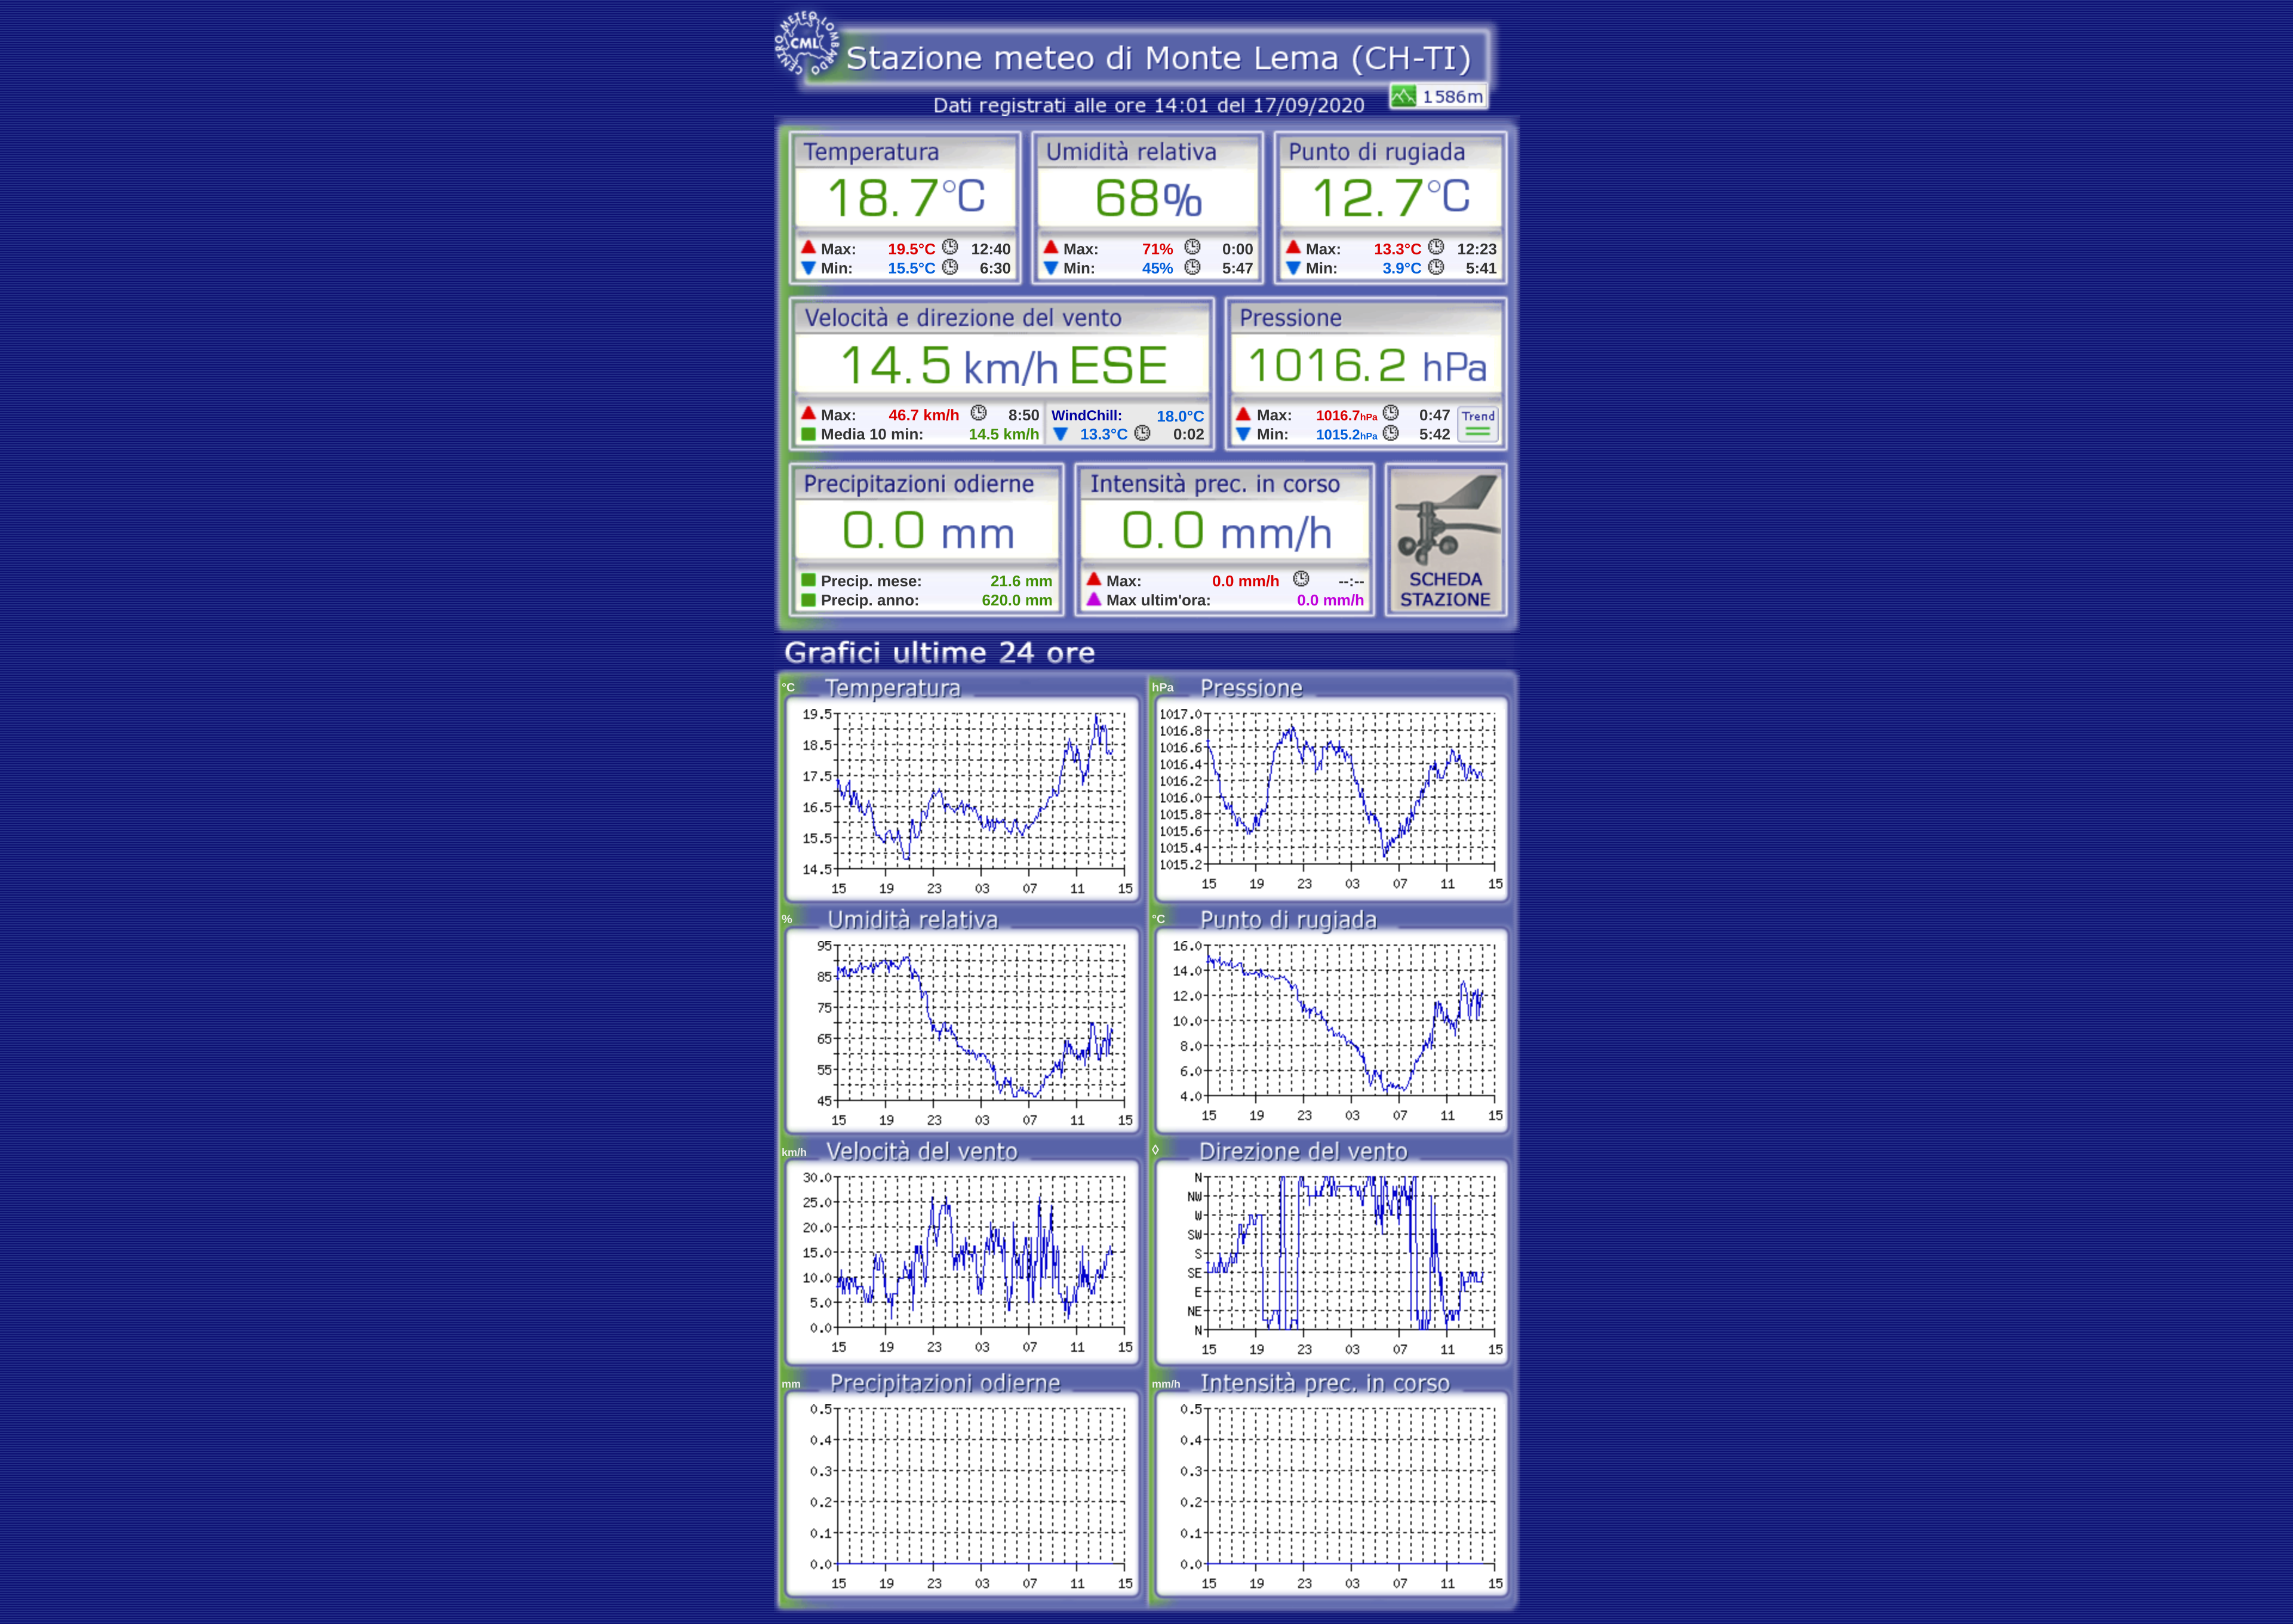 CENTRO METEO LOMBARDO
CML
Stazione meteo di Monte Lema (CH-TI)
1586m
Dati registrati alle ore 14:01 del 17/09/2020
Temperatura Umidità relativa Punto di rugiada
18.7°C 68% 12.7°C
Max: 19.5°C 12:40 Max: 71% 0:00 Max: 13.3°C 12:23
Min: 15.5°C 6:30 Min: 45% 5:47 Min: 3.9°C 5:41
Velocità e direzione del vento Pressione
14.5 km/h ESE 1016.2 hPa
Max: 46.7 km/h 8:50 WindChill: 18.0°C Max: 1016.7hPa 0:47 Trend
Media 10 min: 14.5 km/h 13.3°C 0:02 Min: 1015.2hPa 5:42
Precipitazioni odierne Intensità prec. in corso
0.0 mm 0.0 mm/h
Precip. mese: 21.6 mm Max: 0.0 mm/h --:-- SCHEDA
Precip. anno: 620.0 mm Max ultim'ora: 0.0 mm/h STAZIONE
Grafici ultime 24 ore
°C Temperatura
19.5
18.5
17.5
16.5
15.5
14.5
15 19 23 03 07 11 15
hPa Pressione
1017.0
1016.8
1016.6
1016.4
1016.2
1016.0
1015.8
1015.6
1015.4
1015.2
15 19 23 03 07 11 15
% Umidità relativa
95
85
75
65
55
45
15 19 23 03 07 11 15
°C Punto di rugiada
16.0
14.0
12.0
10.0
8.0
6.0
4.0
15 19 23 03 07 11 15
km/h Velocità del vento
30.0
25.0
20.0
15.0
10.0
5.0
0.0
15 19 23 03 07 11 15
◊ Direzione del vento
N
NW
W
SW
S
SE
E
NE
N
15 19 23 03 07 11 15
mm Precipitazioni odierne
0.5
0.4
0.3
0.2
0.1
0.0
15 19 23 03 07 11 15
mm/h Intensità prec. in corso
0.5
0.4
0.3
0.2
0.1
0.0
15 19 23 03 07 11 15